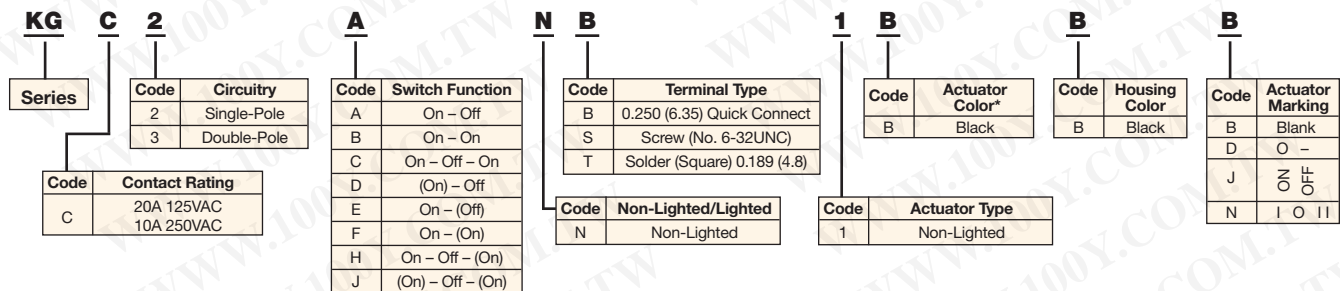 KG C 2 A N B 1 B B B
Series
Code Circuitry
2 Single-Pole
3 Double-Pole
Code Contact Rating
C 20A 125VAC
10A 250VAC
Code Switch Function
A On – Off
B On – On
C On – Off – On
D (On) – Off
E On – (Off)
F On – (On)
H On – Off – (On)
J (On) – Off – (On)
Code Terminal Type
B 0.250 (6.35) Quick Connect
S Screw (No. 6-32UNC)
T Solder (Square) 0.189 (4.8)
Code Non-Lighted/Lighted
N Non-Lighted
Code Actuator Type
1 Non-Lighted
Code Actuator
Color*
B Black
Code Housing
Color
B Black
Code Actuator
Marking
B Blank
D O –
J ON OFF
N I O II
WWW.100Y.COM.TW